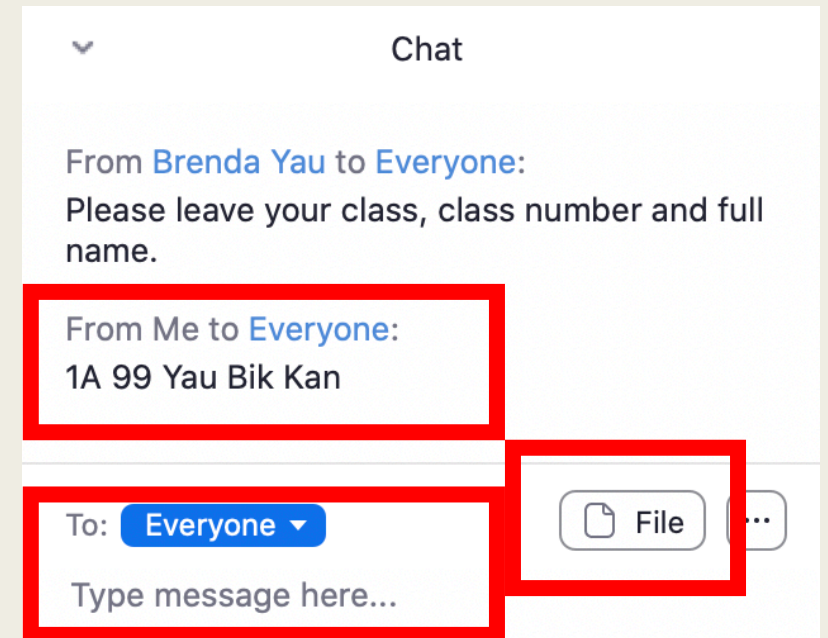 Chat
From Brenda Yau to Everyone:
Please leave your class, class number and full
name.
From Me to Everyone:
1A 99 Yau Bik Kan
To: Everyone
File
...
Type message here...